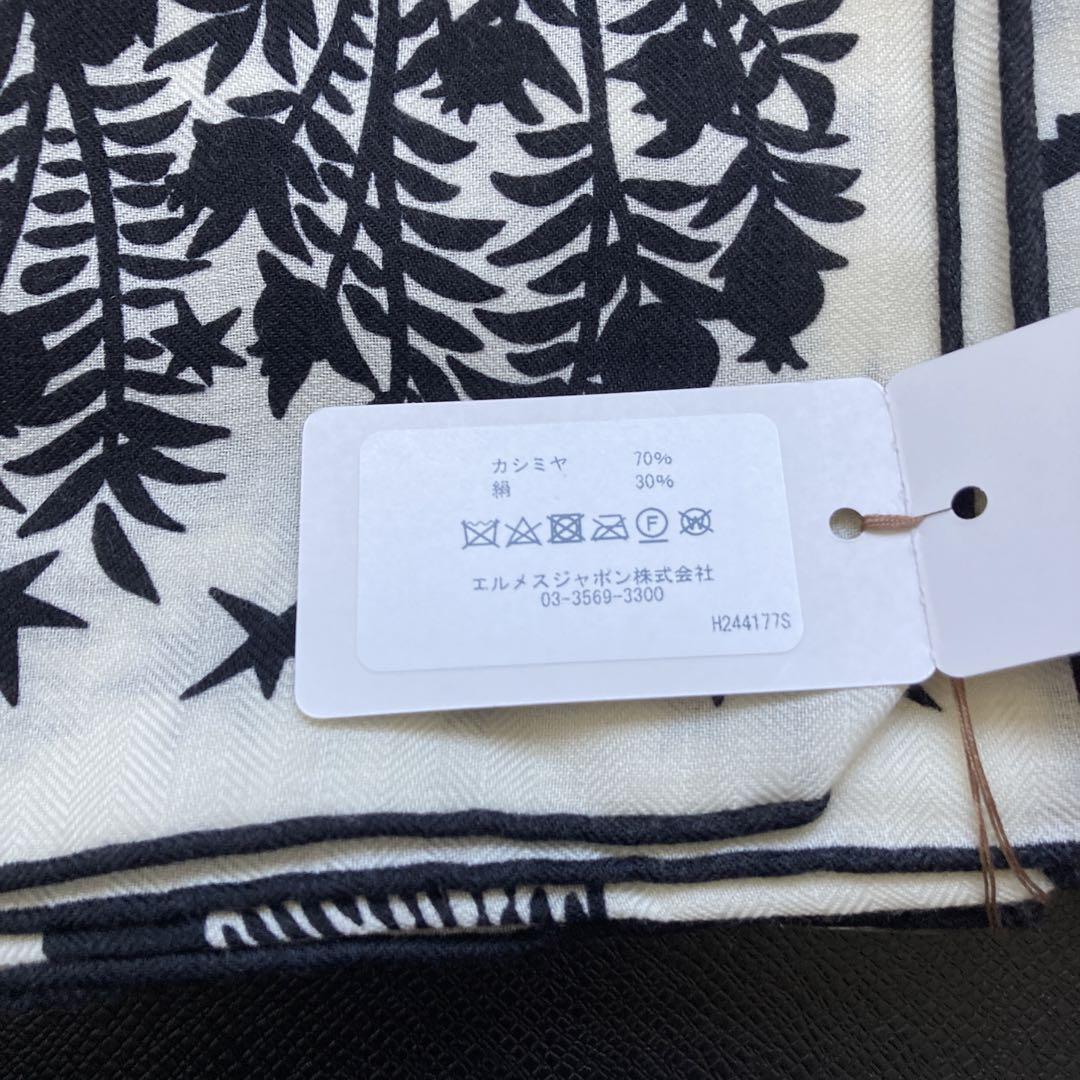 カシミヤ 70%
絹 30%
F W
エルメスジャポン株式会社
03-3569-3300
H244177S